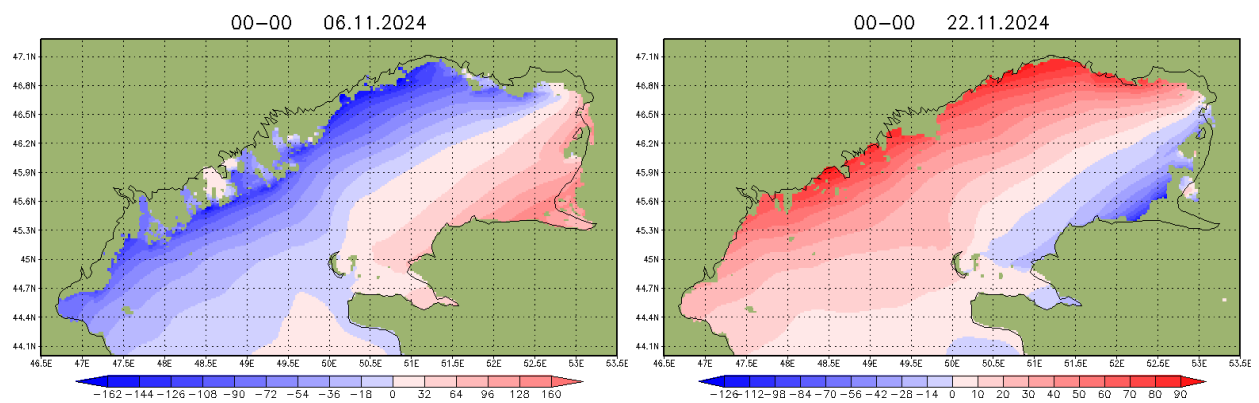 00-00 06.11.2024
47.1N
46.8N
46.5N
46.2N
45.9N
45.6N
45.3N
45N
44.7N
44.4N
44.1N
46.5E 47E 47.5E 48E 48.5E 49E 49.5E 50E 50.5E 51E 51.5E 52E 52.5E 53E 53.5E
-162 -144 -126 -108 -90 -72 -54 -36 -18 0 32 64 96 128 160
00-00 22.11.2024
47.1N
46.8N
46.5N
46.2N
45.9N
45.6N
45.3N
45N
44.7N
44.4N
44.1N
46.5E 47E 47.5E 48E 48.5E 49E 49.5E 50E 50.5E 51E 51.5E 52E 52.5E 53E 53.5E
-126 -112 -98 -84 -70 -56 -42 -28 -14 0 10 20 30 40 50 60 70 80 90